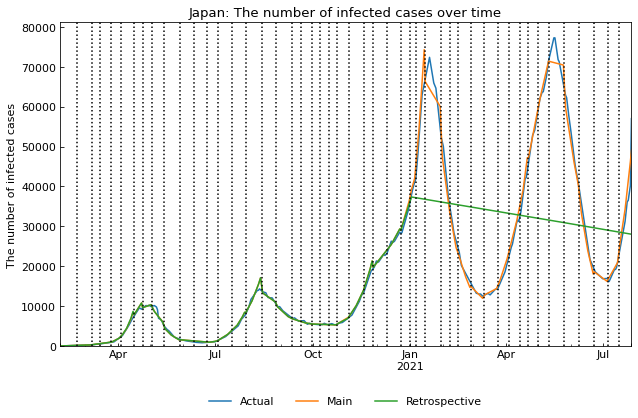 Japan: The number of infected cases over time
The number of infected cases
80000
70000
60000
50000
40000
30000
20000
10000
0
Apr
Jul
Oct
Jan
2021
Apr
Jul
Actual
Main
Retrospective